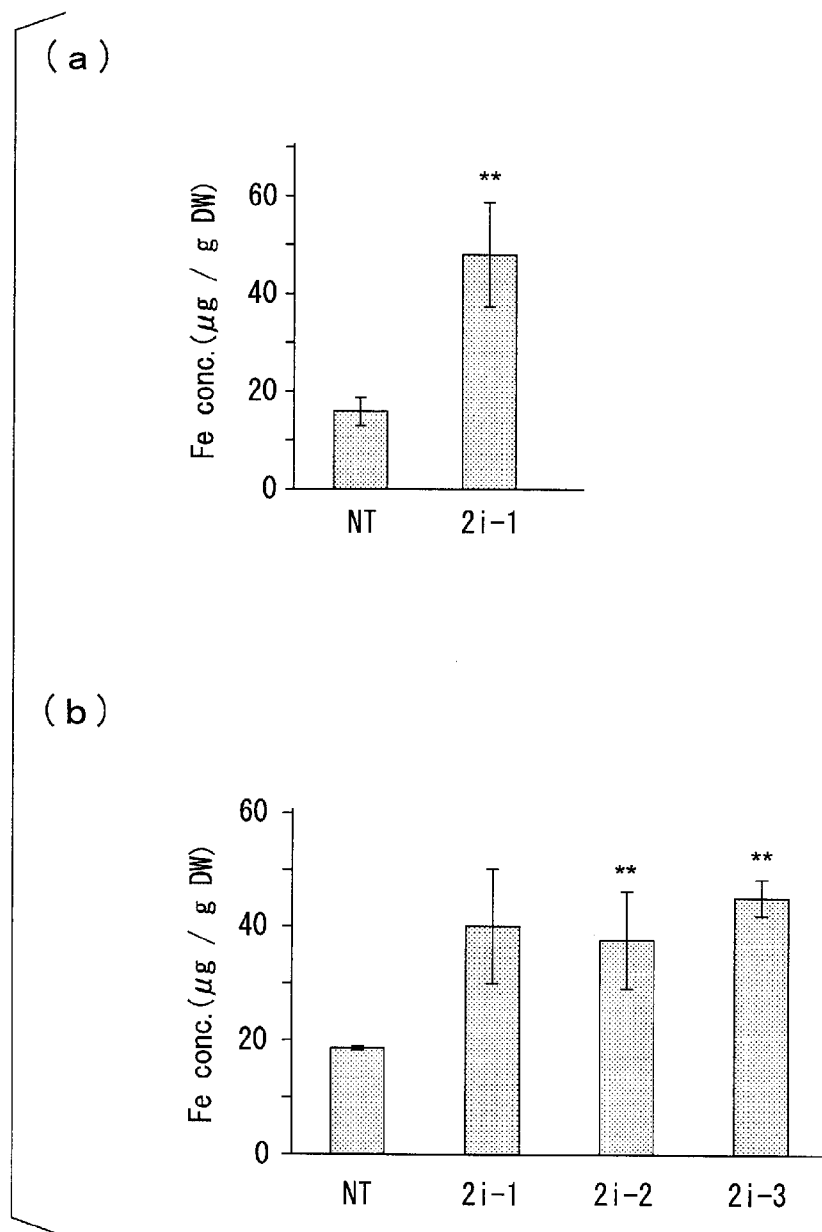 (a)
Fe conc.(μg / g DW)
60
40
20
0
**
NT 2i-1
(b)
Fe conc.(μg / g DW)
60
40
20
0
** **
NT 2i-1 2i-2 2i-3